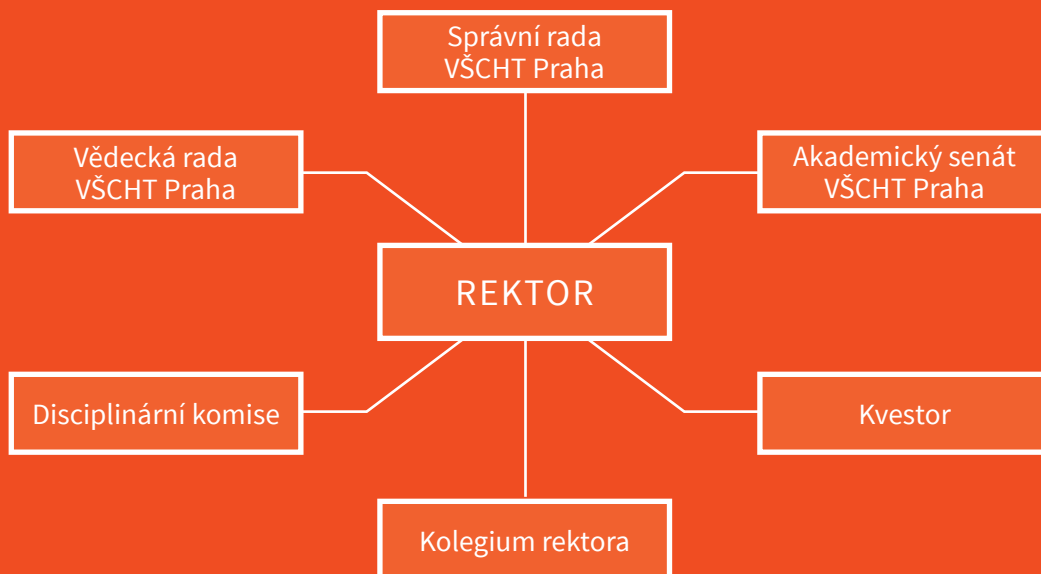 Správní rada
VŠCHT Praha
Vědecká rada
VŠCHT Praha
Akademický senát
VŠCHT Praha
REKTOR
Disciplinární komise
Kvestor
Kolegium rektora